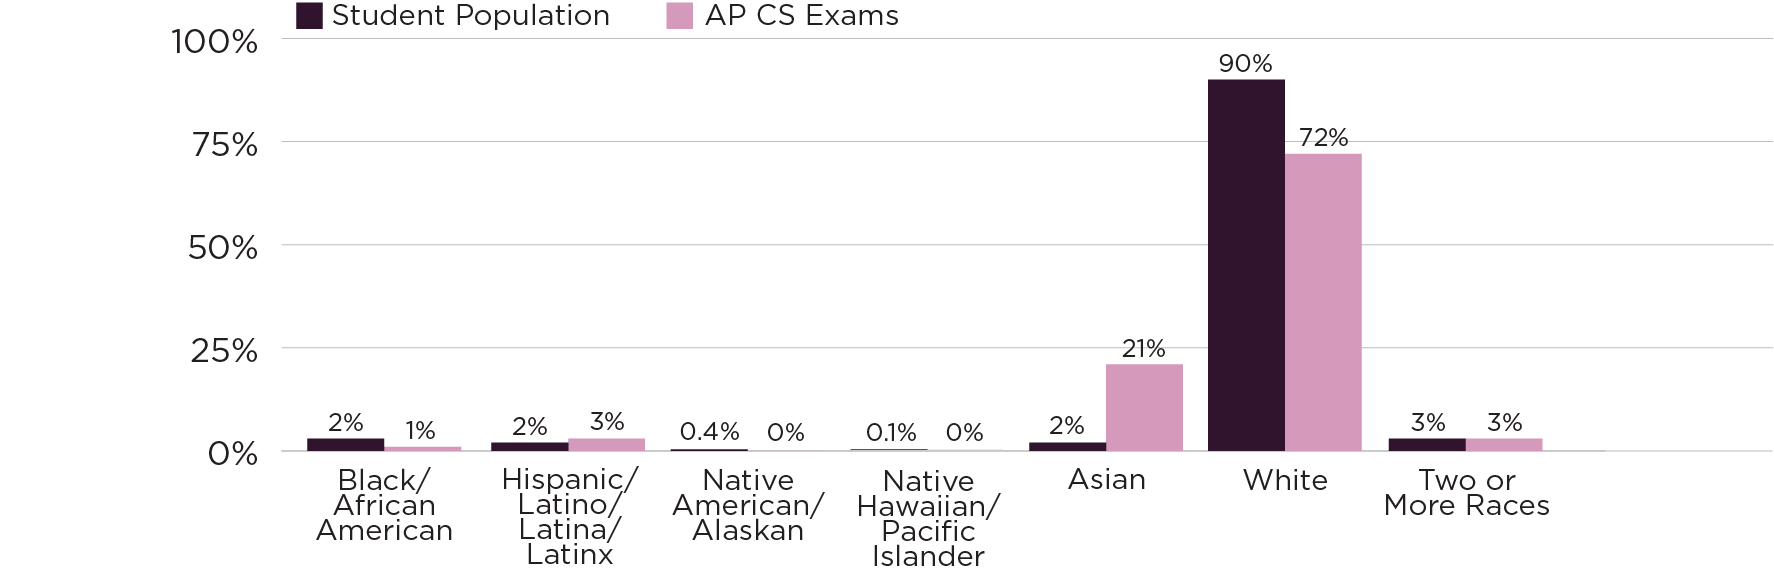 Student Population
AP CS Exams
100%
75%
50%
25%
0%
2%
1%
2%
3%
0.4%
0%
0.1%
0%
2%
21%
90%
72%
3%
3%
Black/
African
American
Hispanic/
Latino/
Latina/
Latinx
Native
American/
Alaskan
Native
Hawaiian/
Pacific
Islander
Asian
White
Two or
More Races